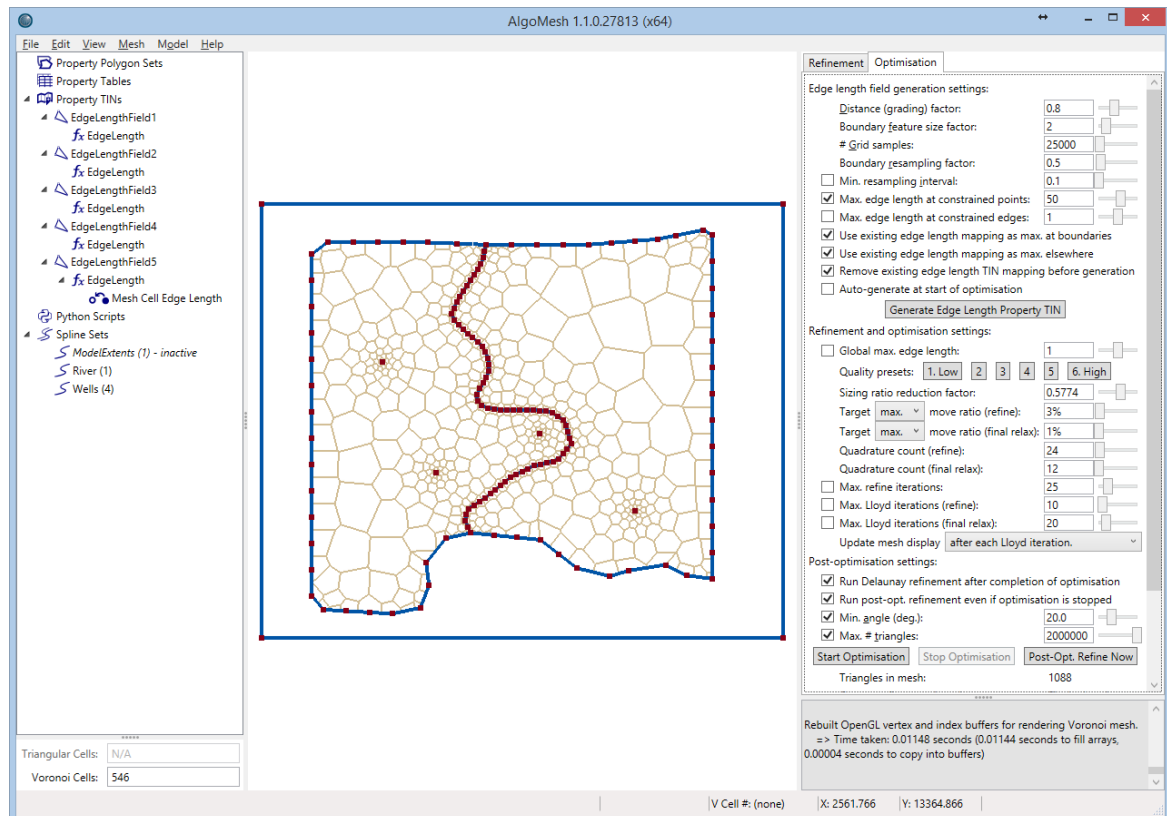 AlgoMesh 1.1.0.27813 (x64)
File Edit View Mesh Model Help
Property Polygon Sets
Property Tables
Property TINs
EdgeLengthField1
fx EdgeLength
EdgeLengthField2
fx EdgeLength
EdgeLengthField3
fx EdgeLength
EdgeLengthField4
fx EdgeLength
EdgeLengthField5
fx EdgeLength
Mesh Cell Edge Length
Python Scripts
Spline Sets
ModelExtents (1) - inactive
River (1)
Wells (4)
Triangular Cells: N/A
Voronoi Cells: 546
Refinement Optimisation
Edge length field generation settings:
Distance (grading) factor: 0.8
Boundary feature size factor: 2
# Grid samples: 25000
Boundary resampling factor: 0.5
Min. resampling interval: 0.1
Max. edge length at constrained points: 50
Max. edge length at constrained edges: 1
Use existing edge length mapping as max. at boundaries
Use existing edge length mapping as max. elsewhere
Remove existing edge length TIN mapping before generation
Auto-generate at start of optimisation
Generate Edge Length Property TIN
Refinement and optimisation settings:
Global max. edge length: 1
Quality presets: 1. Low 2 3 4 5 6. High
Sizing ratio reduction factor: 0.5774
Target max. move ratio (refine): 3%
Target max. move ratio (final relax): 1%
Quadrature count (refine): 24
Quadrature count (final relax): 12
Max. refine iterations: 25
Max. Lloyd iterations (refine): 10
Max. Lloyd iterations (final relax): 20
Update mesh display after each Lloyd iteration.
Post-optimisation settings:
Run Delaunay refinement after completion of optimisation
Run post-opt. refinement even if optimisation is stopped
Min. angle (deg.): 20.0
Max. # triangles: 2000000
Start Optimisation Stop Optimisation Post-Opt. Refine Now
Triangles in mesh: 1088
Rebuilt OpenGL vertex and index buffers for rendering Voronoi mesh.
=> Time taken: 0.01148 seconds (0.01144 seconds to fill arrays,
0.00004 seconds to copy into buffers)
V Cell #: (none) X: 2561.766 Y: 13364.866